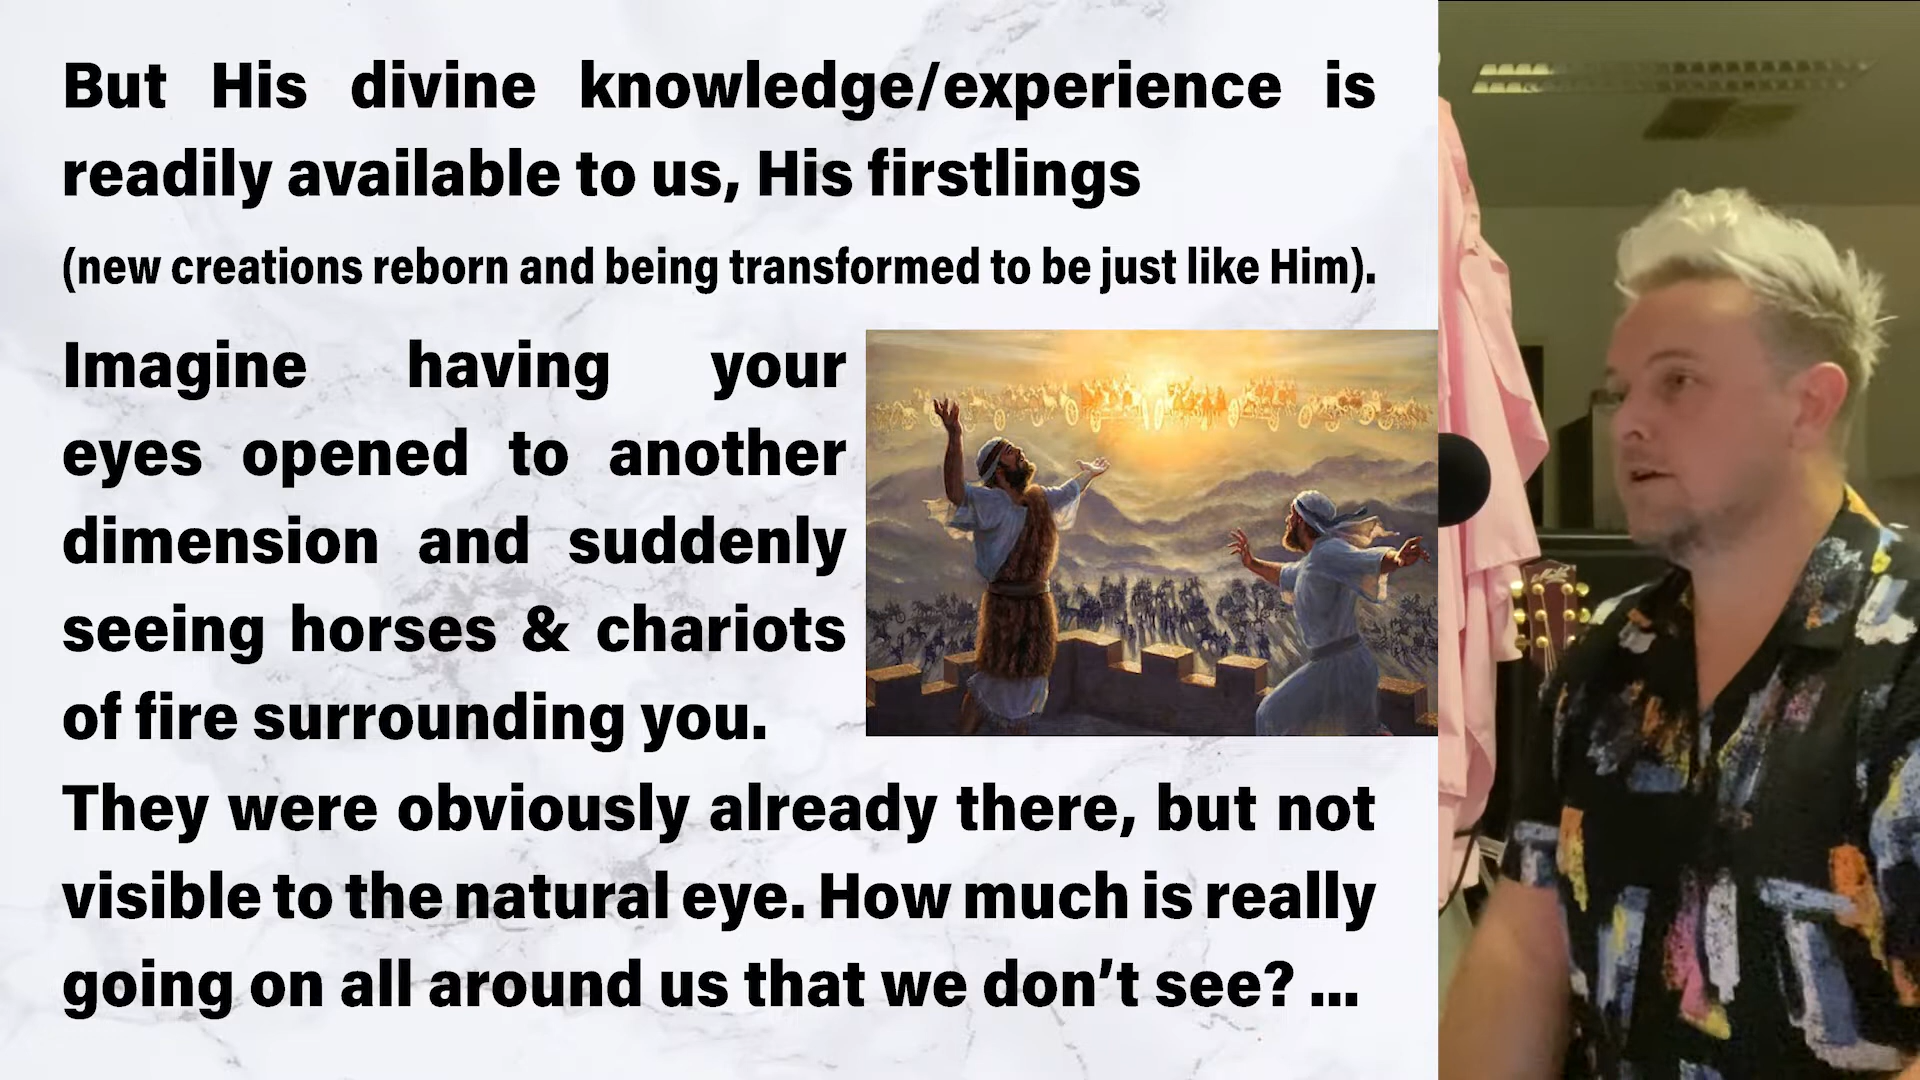 But His divine knowledge/experience is
readily available to us, His firstlings
(new creations reborn and being transformed to be just like Him).
Imagine having your
eyes opened to another
dimension and suddenly
seeing horses & chariots
of fire surrounding you.
They were obviously already there, but not
visible to the natural eye. How much is really
going on all around us that we don’t see? ...